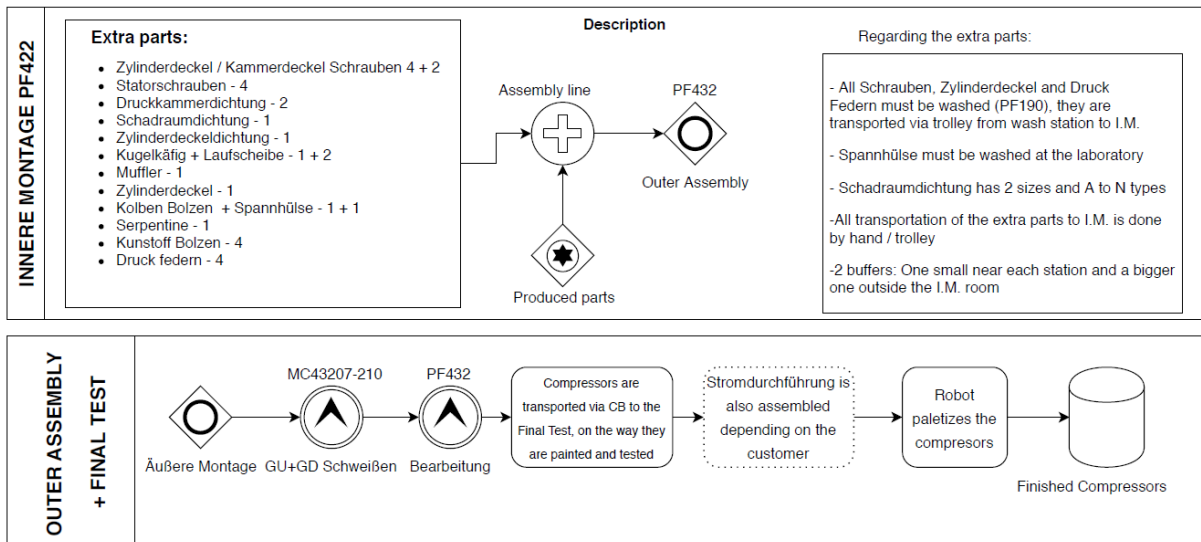 INNERE MONTAGE PF422
Description
Extra parts:
• Zylinderdeckel / Kammerdeckel Schrauben 4 + 2
• Statorschrauben - 4
• Druckkammerdichtung - 2
• Schadraumdichtung - 1
• Zylinderdeckeldichtung - 1
• Kugelkäfig + Laufscheibe - 1 + 2
• Muffler - 1
• Zylinderdeckel - 1
• Kolben Bolzen + Spannhülse - 1 + 1
• Serpentine - 1
• Kunstoff Bolzen - 4
• Druck federn - 4
Assembly line
PF432
Outer Assembly
Produced parts
Regarding the extra parts:
- All Schrauben, Zylinderdeckel and Druck
Federn must be washed (PF190), they are
transported via trolley from wash station to I.M.
- Spannhülse must be washed at the laboratory
- Schadraumdichtung has 2 sizes and A to N types
-All transportation of the extra parts to I.M. is done
by hand / trolley
-2 buffers: One small near each station and a bigger
one outside the I.M. room
OUTER ASSEMBLY
+ FINAL TEST
Äußere Montage
MC43207-210
GU+GD Schweißen
PF432
Bearbeitung
Compressors are
transported via CB to the
Final Test, on the way they
are painted and tested
Stromdurchführung is
also assembled
depending on the
customer
Robot
paletizes the
compresors
Finished Compressors